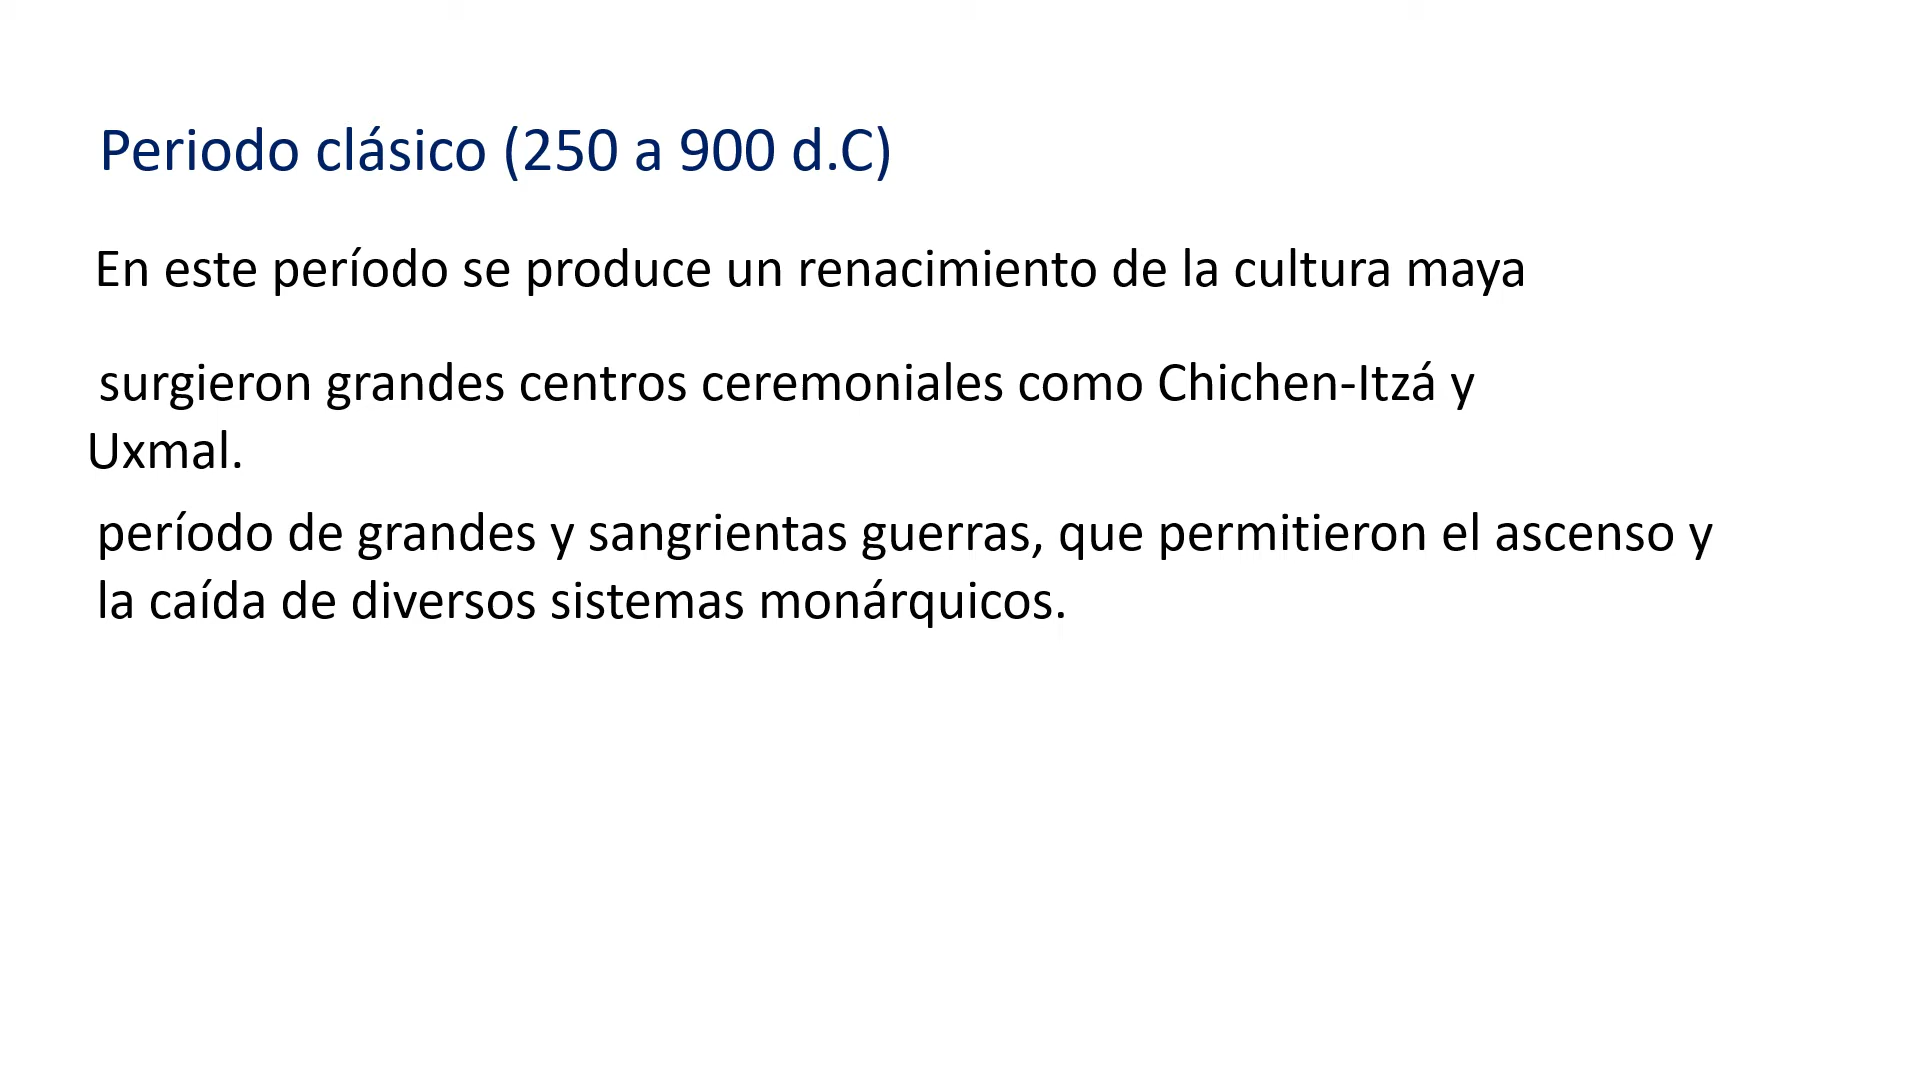 Periodo clásico (250 a 900 d.C)
En este período se produce un renacimiento de la cultura maya
surgieron grandes centros ceremoniales como Chichen-Itzá y
Uxmal.
período de grandes y sangrientas guerras, que permitieron el ascenso y
la caída de diversos sistemas monárquicos.